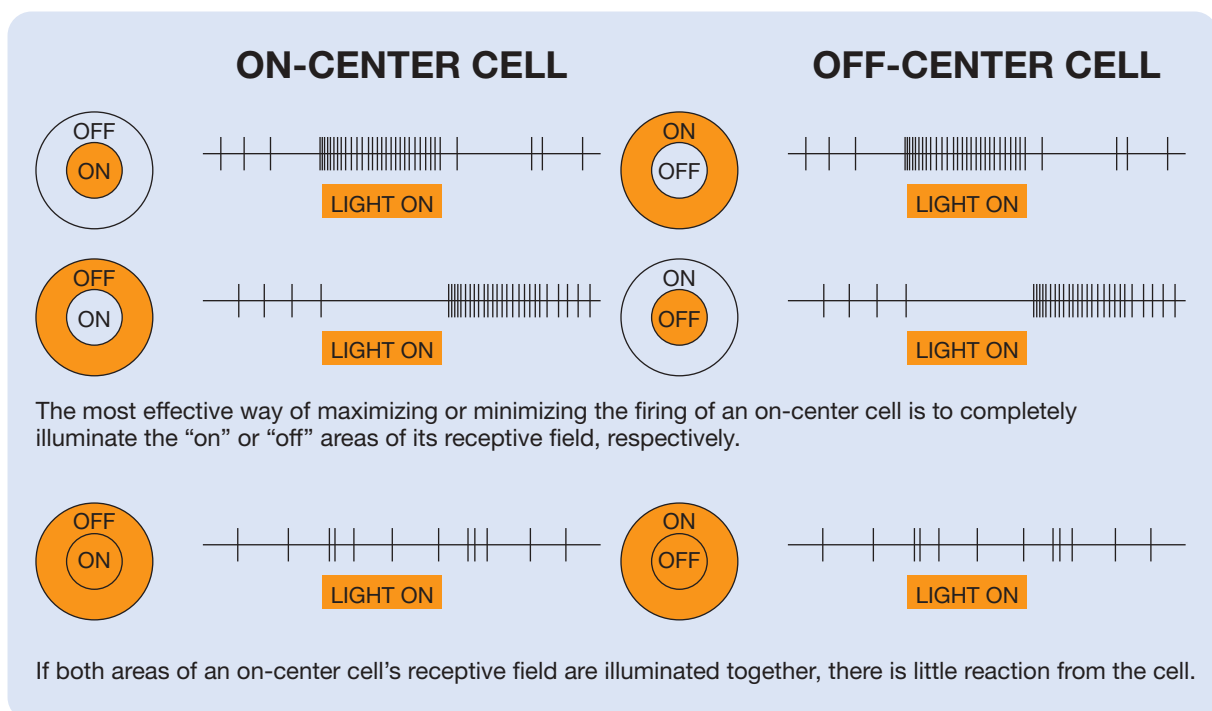 ON-CENTER CELL
OFF-CENTER CELL
OFF
ON
LIGHT ON
ON
OFF
LIGHT ON
OFF
ON
LIGHT ON
ON
OFF
LIGHT ON
The most effective way of maximizing or minimizing the firing of an on-center cell is to completely
illuminate the “on” or “off” areas of its receptive field, respectively.
OFF
ON
LIGHT ON
ON
OFF
LIGHT ON
If both areas of an on-center cell’s receptive field are illuminated together, there is little reaction from the cell.